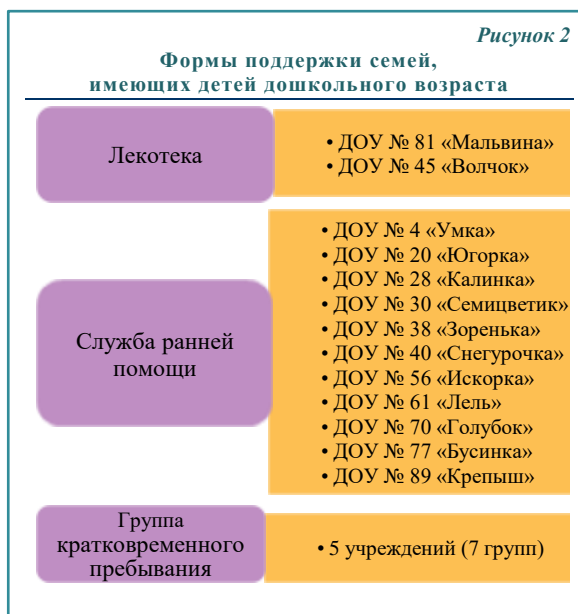 Рисунок 2
Формы поддержки семей,
имеющих детей дошкольного возраста
Лекотека
• ДОУ № 81 «Мальвина»
• ДОУ № 45 «Волчок»
Служба ранней
помощи
• ДОУ № 4 «Умка»
• ДОУ № 20 «Югорка»
• ДОУ № 28 «Калинка»
• ДОУ № 30 «Семицветик»
• ДОУ № 38 «Зоренька»
• ДОУ № 40 «Снегурочка»
• ДОУ № 56 «Искорка»
• ДОУ № 61 «Лель»
• ДОУ № 70 «Голубок»
• ДОУ № 77 «Бусинка»
• ДОУ № 89 «Крепыш»
Группа
кратковременного
пребывания
• 5 учреждений (7 групп)